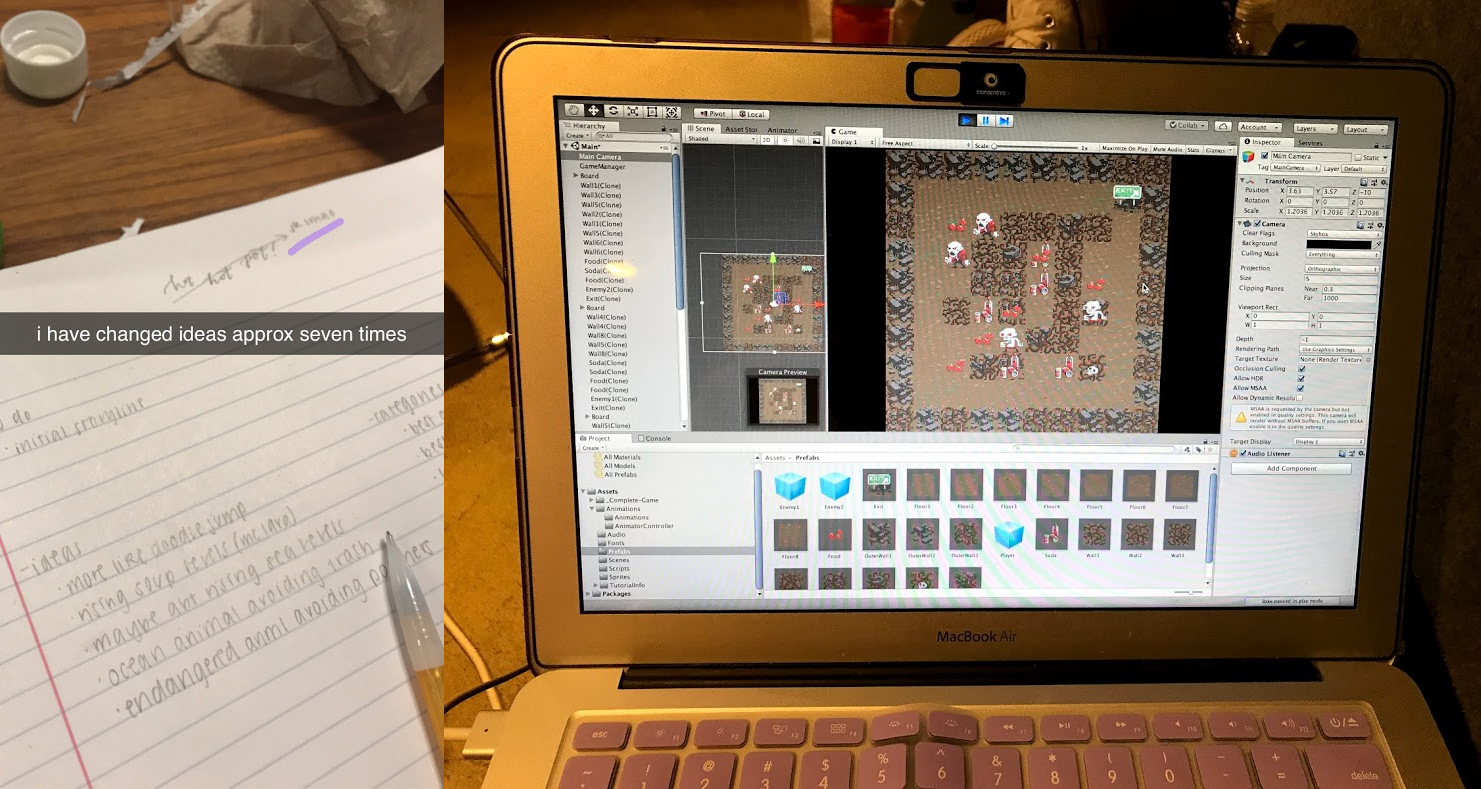 hot hot pot! → jk lmao
i have changed ideas approx seven times
to do
· initial storyline
-categories
-ideas
· more like doodle jump
· rising soup levels (mc lava)
· maybe abt rising sea levels
· ocean animal avoiding trash
· endangered anml avoiding poachers
Pivot
Local
Collab
Account
Layers
Layout
Hierarchy
Create
All
Main*
Main Camera
GameManager
Board
Wall1(Clone)
Wall3(Clone)
Wall5(Clone)
Wall2(Clone)
Wall1(Clone)
Wall5(Clone)
Wall6(Clone)
Wall6(Clone)
Food(Clone)
Soda(
Food(Clone)
Enemy2(Clone)
Exit(Clone)
Board
Wall4(Clone)
Wall4(Clone)
Wall8(Clone)
Wall5(Clone)
Wall8(Clone)
Soda(Clone)
Soda(Clone)
Food(Clone)
Food(Clone)
Enemy1(Clone)
Exit(Clone)
Board
Wall5(Clone)
Scene
Asset Stor
Animator
Shaded
2D
Camera Preview
Game
Display 1
Free Aspect
Scale
1x
Maximize On Play
Mute Audio
Stats
Gizmos
EXIT
Inspector
Services
Main Camera
Static
Tag
MainCamera
Layer
Default
Transform
Position X 3.63 Y 3.57 Z -10
Rotation X 0 Y 0 Z 0
Scale X 1.2036 Y 1.2036 Z 1.2036
Camera
Clear Flags Skybox
Background
Culling Mask Everything
Projection Orthographic
Size 5
Clipping Planes Near 0.3
Far 1000
Viewport Rect
X 0 Y 0
W 1 H 1
Depth -1
Rendering Path Use Graphics Settings
Target Texture None (Render Texture
Occlusion Culling
Allow HDR
Allow MSAA
Allow Dynamic Resolu
MSAA is requested by the camera but not
enabled in quality settings. This camera will
render without MSAA buffers. If you want MSAA
enable it in the quality settings.
Target Display Display 1
Audio Listener
Add Component
Project
Console
Create
All Materials
All Models
All Prefabs
Assets
_Complete-Game
Animations
Animations
AnimatorController
Audio
Fonts
Prefabs
Scenes
Scripts
Sprites
TutorialInfo
Packages
Assets
Prefabs
Enemy1
Enemy2
Exit
Floor1
Floor2
Floor3
Floor4
Floor5
Floor6
Floor7
Floor8
Food
OuterWall1
OuterWall2
OuterWall3
Player
Soda
Wall1
Wall2
Wall3
Bake paused in play mode
MacBook Air
esc F1 F2 F3 F4 F5 F6 F7 F8 F9 F10 F11 F12
~ ! @ # $ % ^ & * ( ) _ +
2 3 4 5 6 7 8 9 0 - = delete